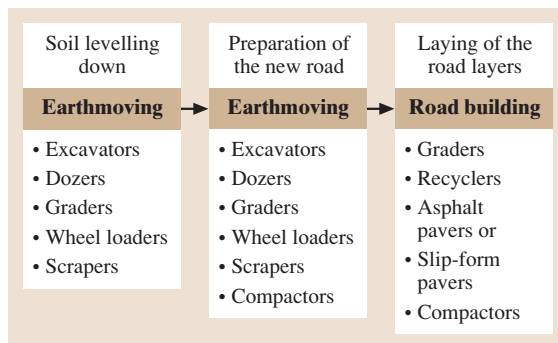 Soil levelling
down
Earthmoving
• Excavators
• Dozers
• Graders
• Wheel loaders
• Scrapers
Preparation of
the new road
Earthmoving
• Excavators
• Dozers
• Graders
• Wheel loaders
• Scrapers
• Compactors
Laying of the
road layers
Road building
• Graders
• Recyclers
• Asphalt
pavers or
• Slip-form
pavers
• Compactors